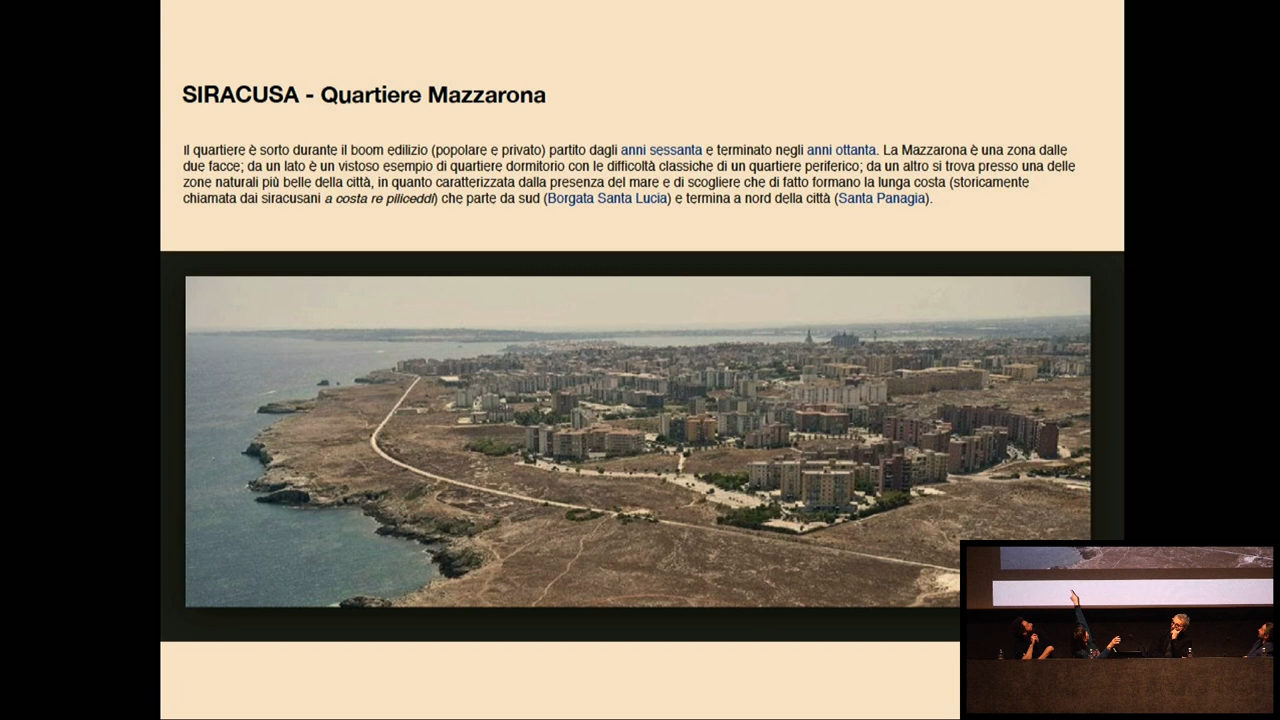 SIRACUSA - Quartiere Mazzarona
Il quartiere è sorto durante il boom edilizio (popolare e privato) partito dagli anni sessanta e terminato negli anni ottanta. La Mazzarona è una zona dalle
due facce; da un lato è un vistoso esempio di quartiere dormitorio con le difficoltà classiche di un quartiere periferico; da un altro si trova presso una delle
zone naturali più belle della città, in quanto caratterizzata dalla presenza del mare e di scogliere che di fatto formano la lunga costa (storicamente
chiamata dai siracusani a costa re piliceddi) che parte da sud (Borgata Santa Lucia) e termina a nord della città (Santa Panagia).